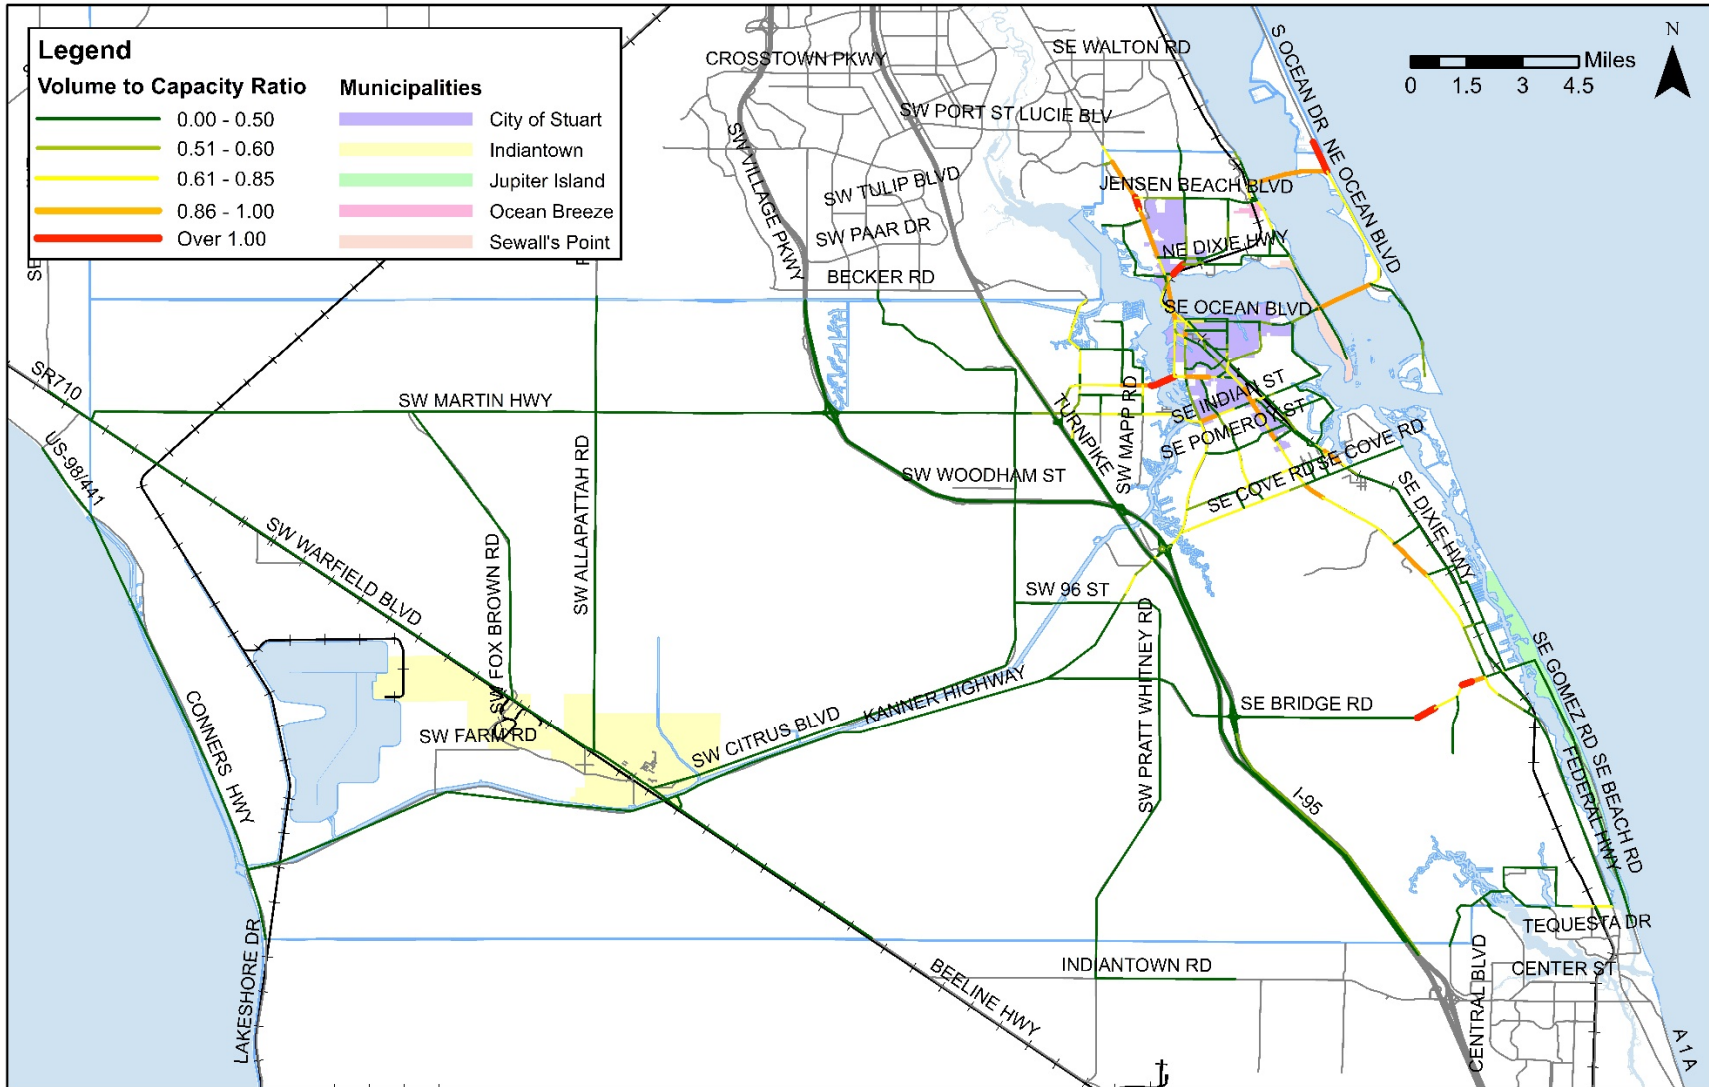 Legend
Volume to Capacity Ratio
0.00 - 0.50
0.51 - 0.60
0.61 - 0.85
0.86 - 1.00
Over 1.00
Municipalities
City of Stuart
Indiantown
Jupiter Island
Ocean Breeze
Sewall's Point
N
Miles
0 1.5 3 4.5
CROSSTOWN PKWY
SE WALTON RD
S OCEAN DR
SW PORT ST LUCIE BLV
NE OCEAN BLVD
SW VILLAGE PKWY
SW TULIP BLVD
JENSEN BEACH BLVD
SW PAAR DR
NE DIXIE HWY
BECKER RD
SE OCEAN BLVD
SR710
SW MARTIN HWY
SE INDIAN ST
SW MAPP RD
TURNPIKE
SE POMEROY ST
US-98/441
SW ALLAPATTAH RD
SW WOODHAM ST
SE COVE RD
SE COVE RD
SE DIXIE HWY
SW WARFIELD BLVD
SW FOX BROWN RD
SW 96 ST
SW PRATT WHITNEY RD
SE GOMEZ RD
SE BEACH RD
CONNERS HWY
SW FARM RD
SW CITRUS BLVD
KANNER HIGHWAY
SE BRIDGE RD
FEDERAL HWY
I-95
LAKESHORE DR
BEELINE HWY
INDIANTOWN RD
CENTRAL BLVD
TEQUESTA DR
CENTER ST
A 1 A